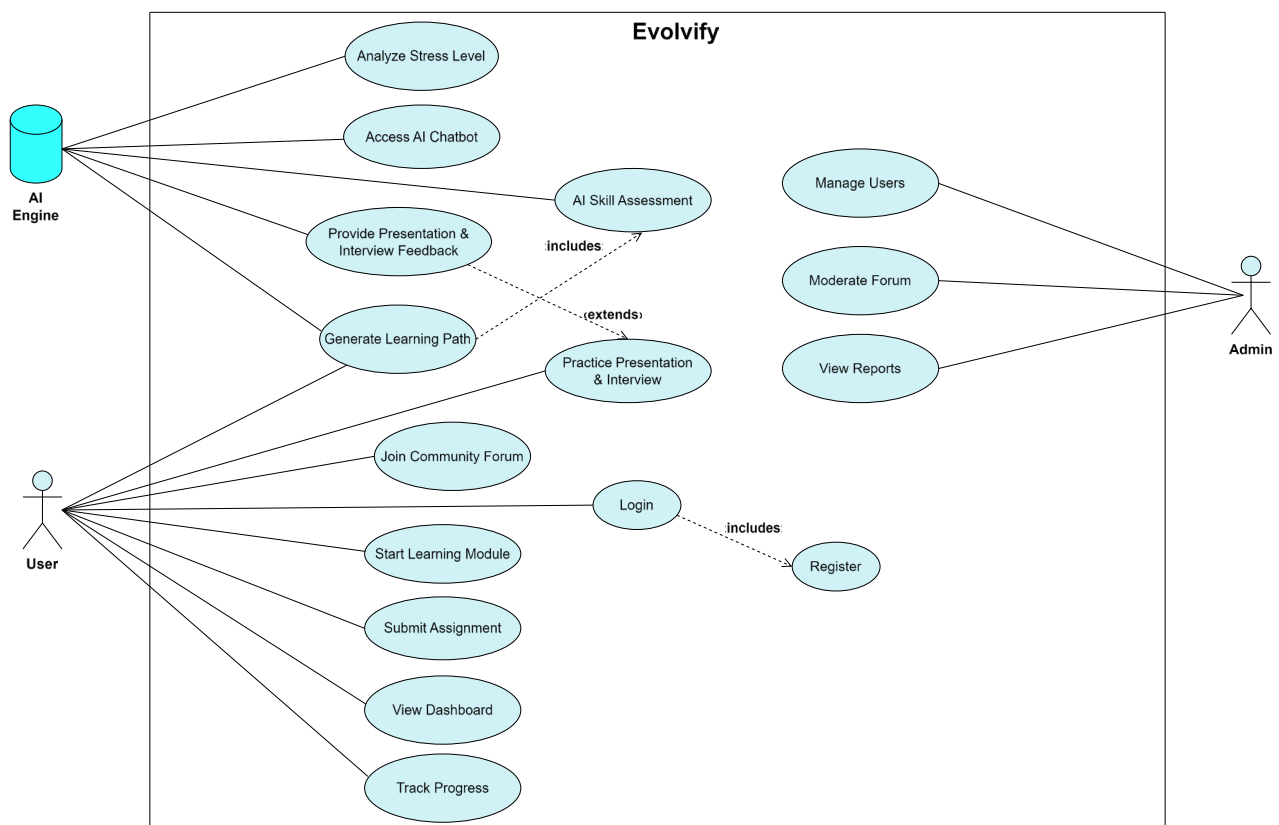 Evolvify
Analyze Stress Level
Access AI Chatbot
AI
Engine
AI Skill Assessment
Manage Users
Provide Presentation &
Interview Feedback
includes
Moderate Forum
(extends)
Generate Learning Path
Admin
Practice Presentation
& Interview
View Reports
Join Community Forum
Login
includes
User
Start Learning Module
Register
Submit Assignment
View Dashboard
Track Progress